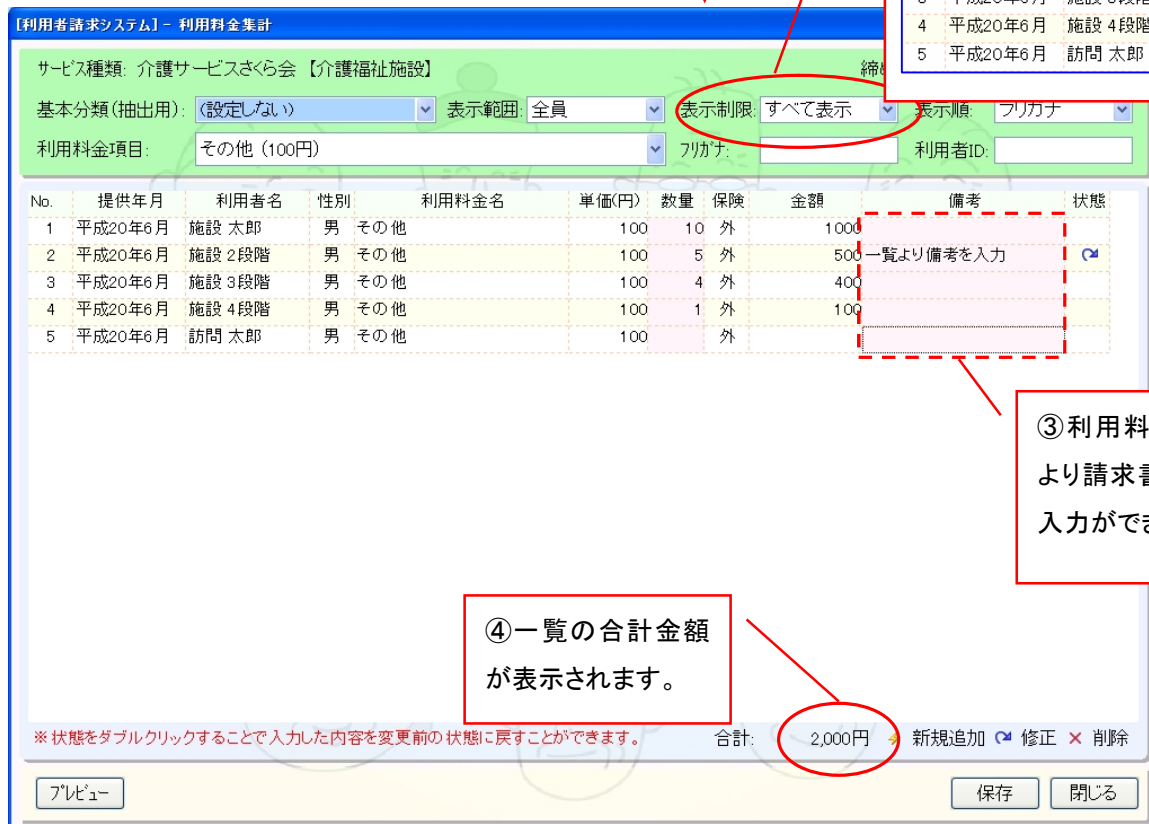 [利用者請求システム] - 利用料金集計
4 平成20年6月 施設 4段階
5 平成20年6月 訪問 太郎
サービス種類: 介護サービスさくら会 【介護福祉施設】
基本分類(抽出用): (設定しない) 表示範囲: 全員 表示制限: すべて表示 表示順: フリガナ
利用料金項目: その他 (100円) フリガナ: 利用者ID:
No. 提供年月 利用者名 性別 利用料金名 単価(円) 数量 保険 金額 備考 状態
1 平成20年6月 施設 太郎 男 その他 100 10 外 1000
2 平成20年6月 施設 2段階 男 その他 100 5 外 500 一覧より備考を入力
3 平成20年6月 施設 3段階 男 その他 100 4 外 400
4 平成20年6月 施設 4段階 男 その他 100 1 外 100
5 平成20年6月 訪問 太郎 男 その他 100 外
③利用料
より請求書
入力ができ
④一覧の合計金額
が表示されます。
※状態をダブルクリックすることで入力した内容を変更前の状態に戻すことができます。 合計: 2,000円 新規追加 修正 × 削除
プレビュー 保存 閉じる